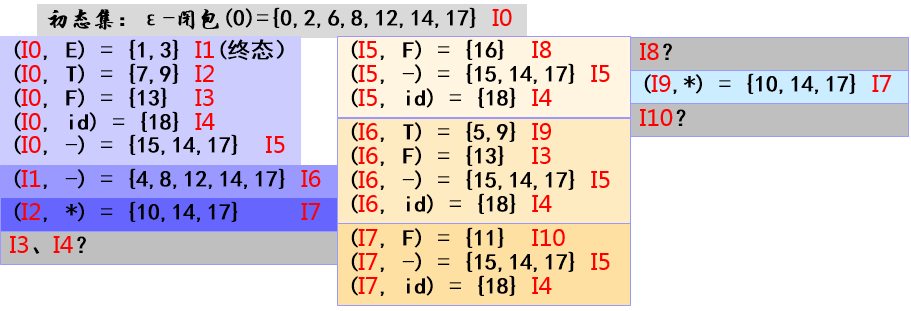 初态集: ε-闭包(0)={0,2,6,8,12,14,17} I0
(I0, E) = {1,3} I1(终态)
(I0, T) = {7,9} I2
(I0, F) = {13} I3
(I0, id) = {18} I4
(I0, -) = {15,14,17} I5
(I1, -) = {4,8,12,14,17} I6
(I2, *) = {10,14,17} I7
I3、I4?
(I5, F) = {16} I8
(I5, -) = {15,14,17} I5
(I5, id) = {18} I4
(I6, T) = {5,9} I9
(I6, F) = {13} I3
(I6, -) = {15,14,17} I5
(I6, id) = {18} I4
(I7, F) = {11} I10
(I7, -) = {15,14,17} I5
(I7, id) = {18} I4
I8?
(I9,*) = {10,14,17} I7
I10?